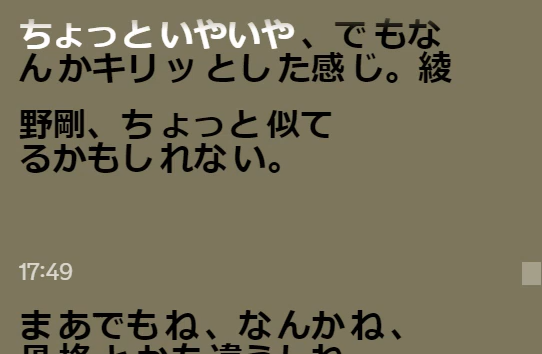 ちょっといやいや、でもな
んかキリッとした感じ。綾
野剛、ちょっと似て
るかもしれない。
17:49
まあでもね、なんかね、